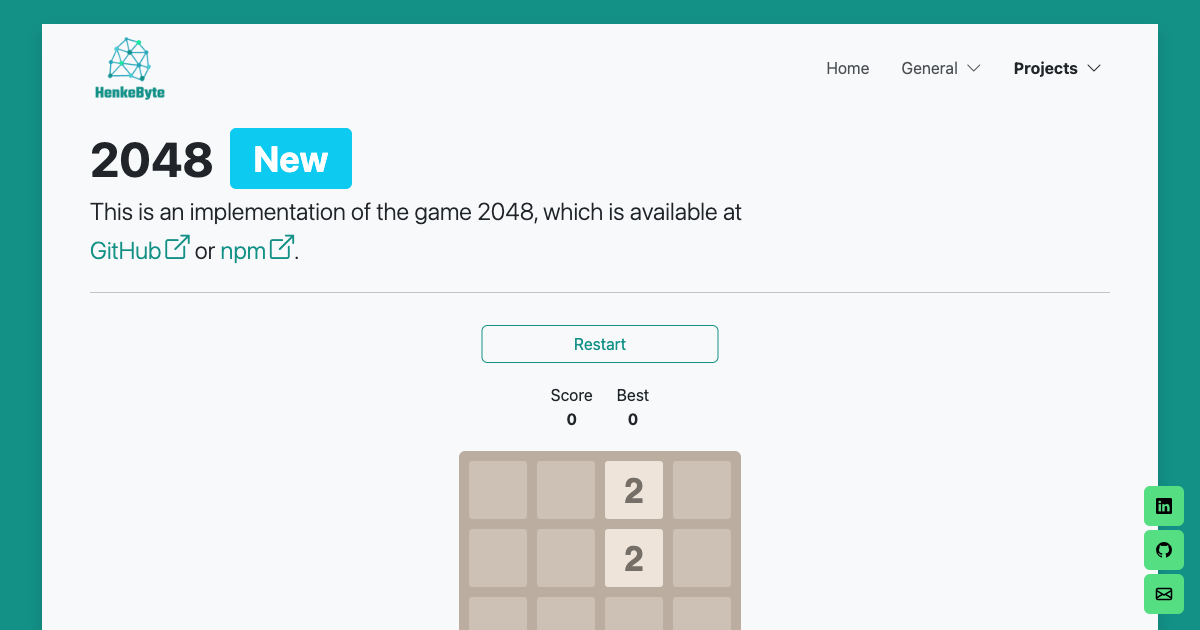 HenkeByte
Home General Projects
2048 New
This is an implementation of the game 2048, which is available at
GitHub or npm.
Restart
Score Best
0 0
2
2
in